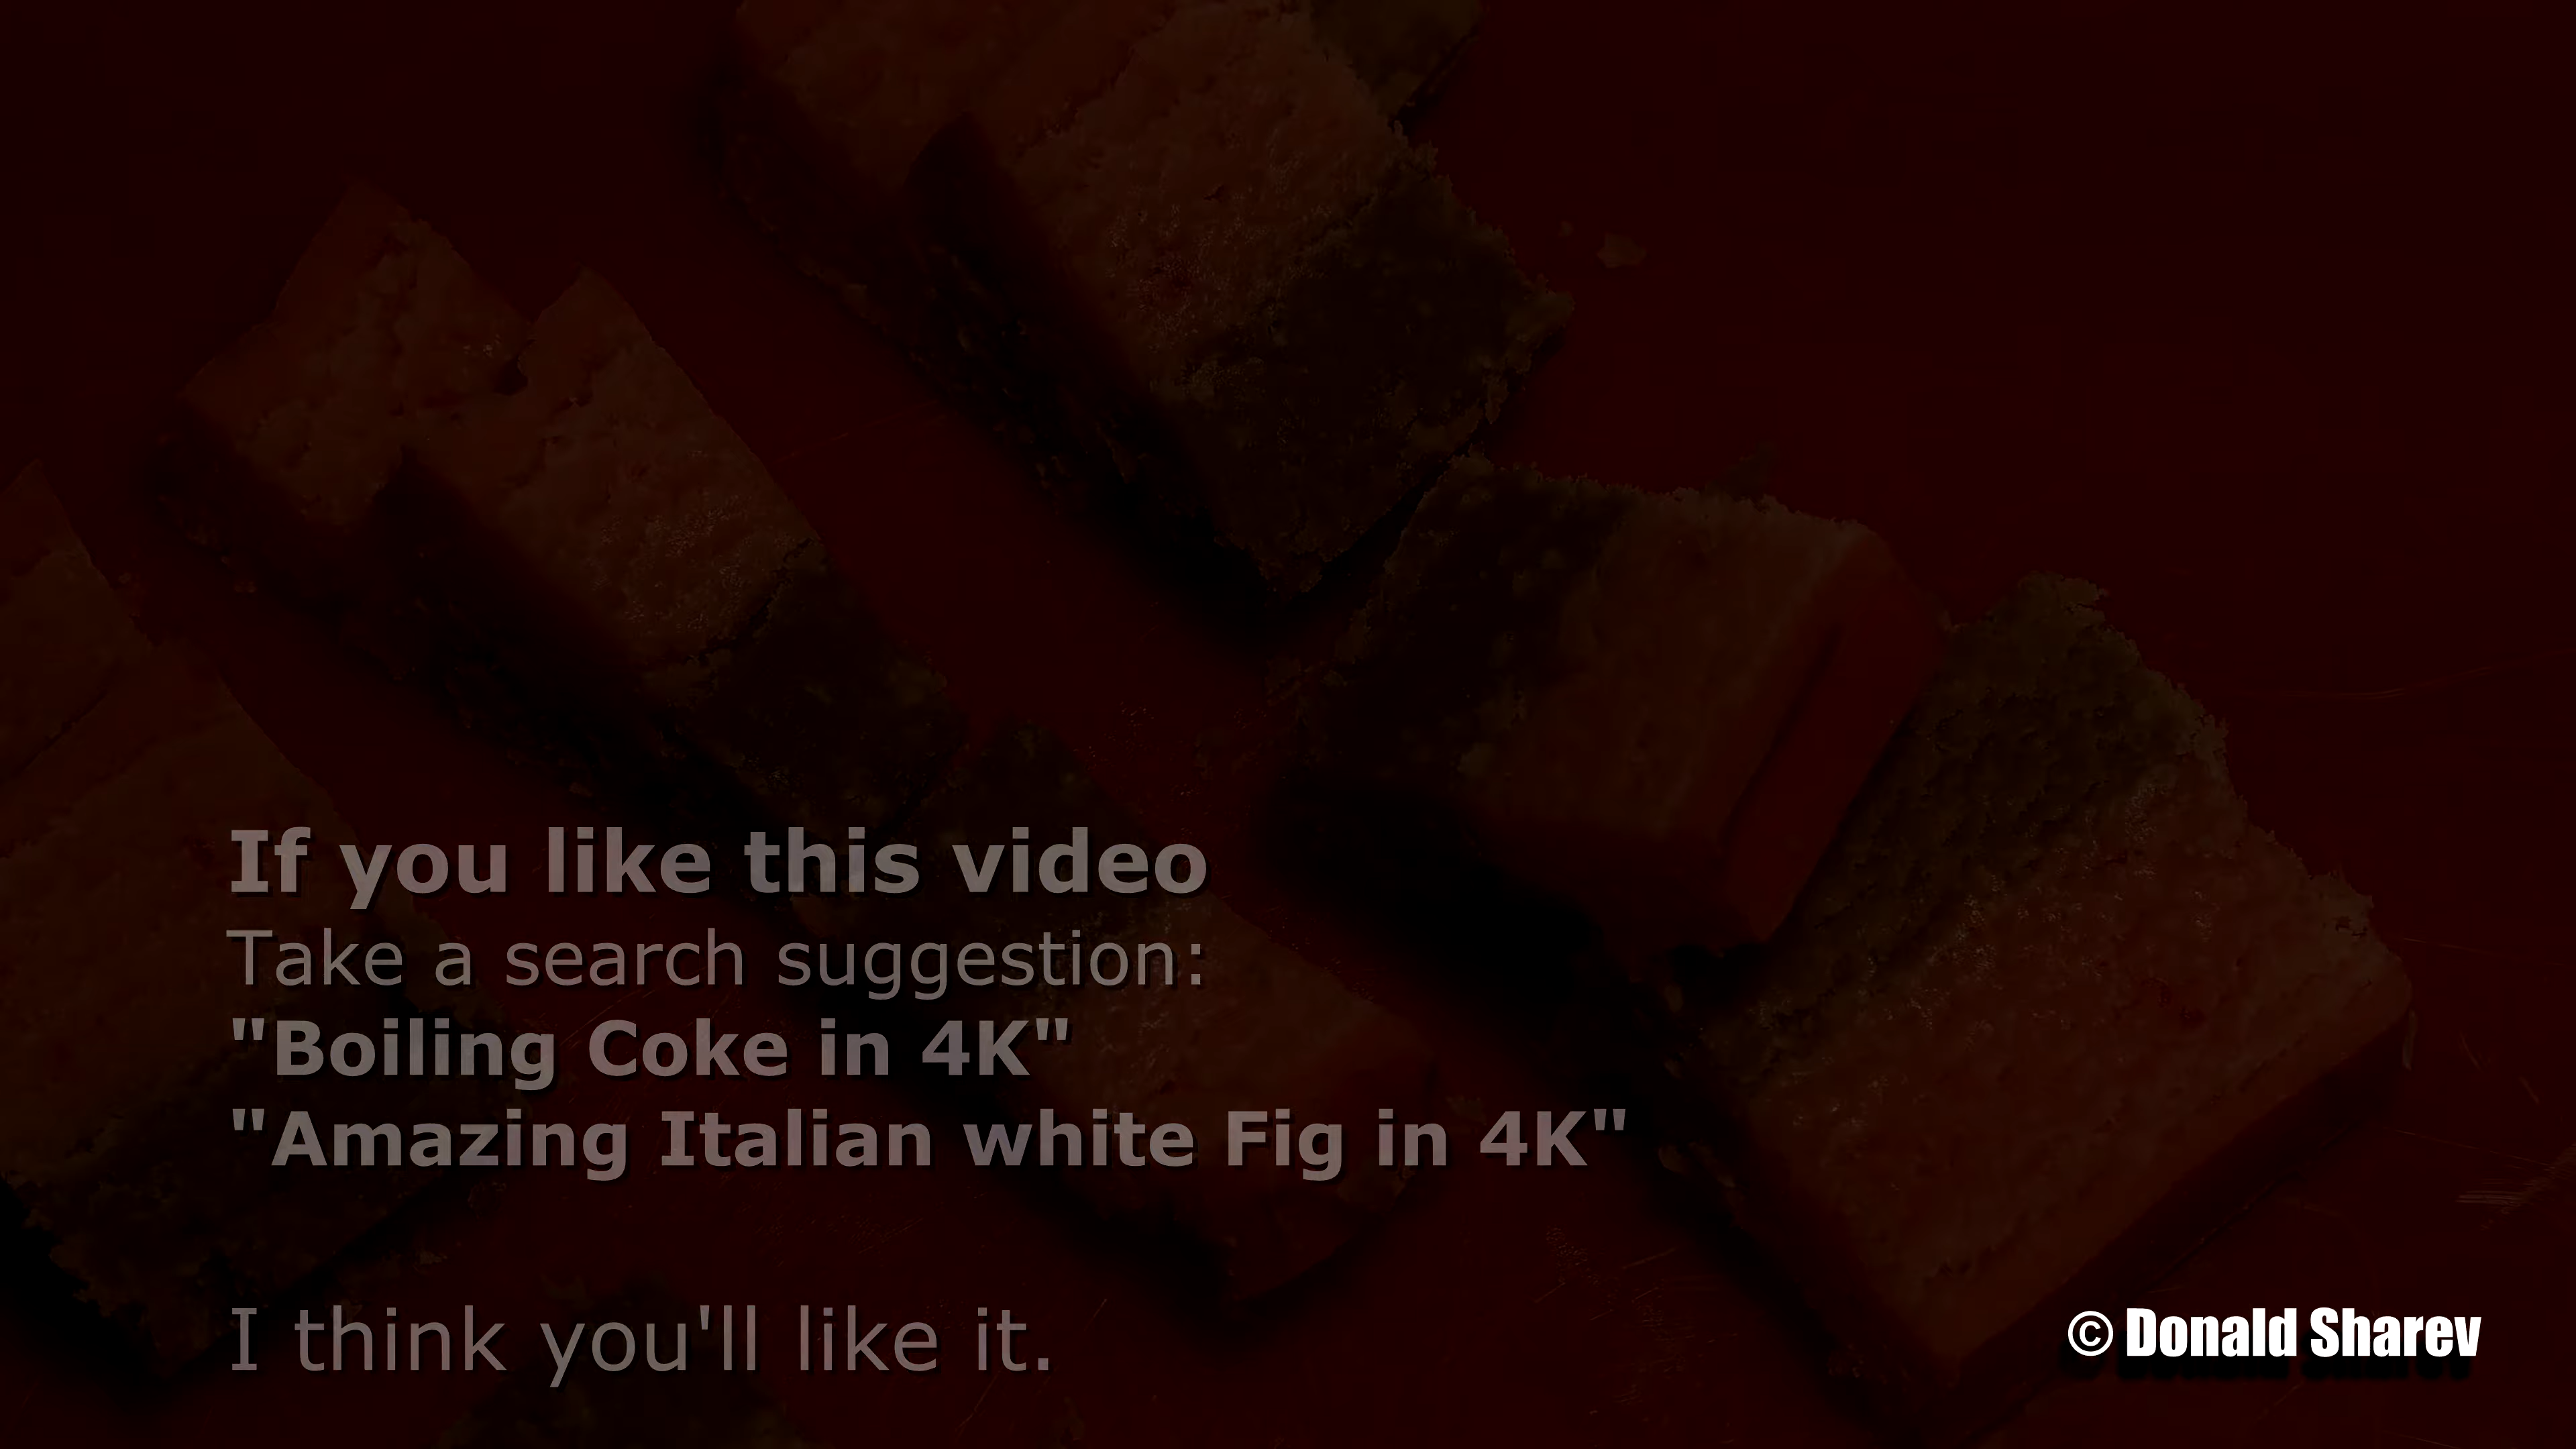 If you like this video
Take a search suggestion:
"Boiling Coke in 4K"
"Amazing Italian white Fig in 4K"
I think you'll like it.
© Donald Sharev